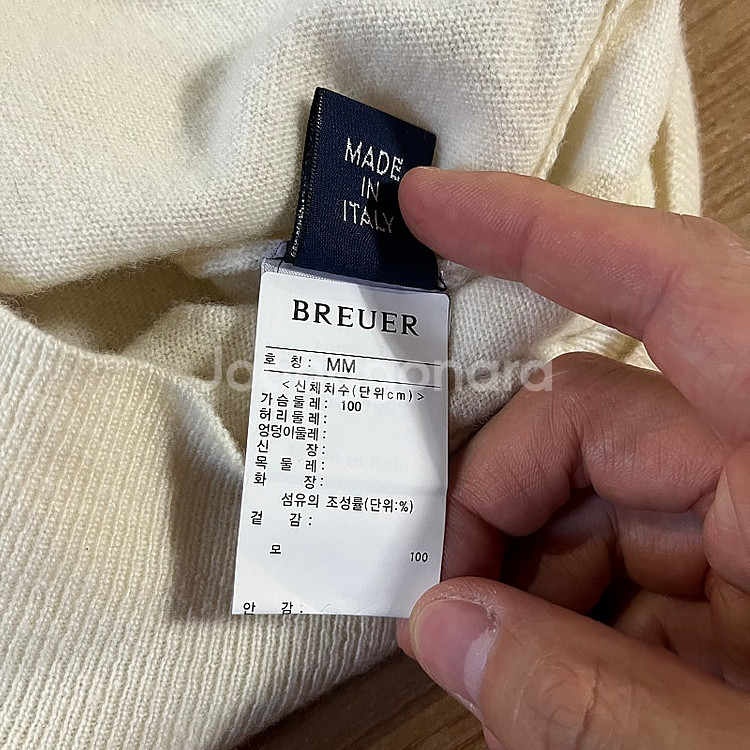 MADE
IN
ITALY
BREUER
호 칭: MM
<신체치수(단위cm)>
가슴둘레: 100
허리둘레:
엉덩이둘레:
신 장:
목 둘레:
화 장:
섬유의 조성률(단위:%)
겉 감:
모 100
안 감: